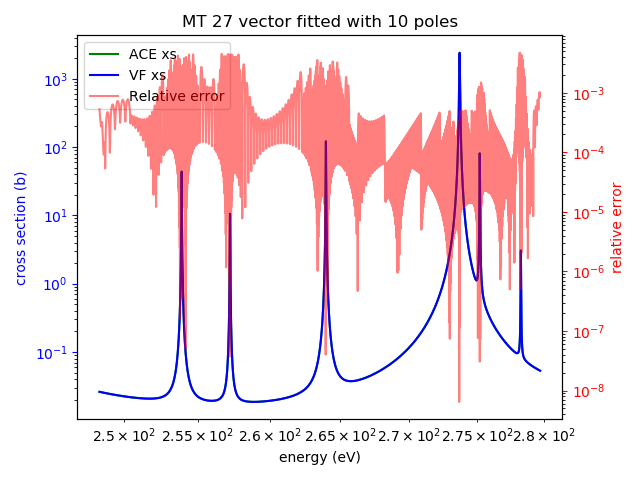 MT 27 vector fitted with 10 poles
ACE xs
VF xs
Relative error
10³
10²
10¹
10⁰
10⁻¹
cross section (b)
10⁻³
10⁻⁴
10⁻⁵
10⁻⁶
10⁻⁷
10⁻⁸
relative error
2.5 × 10² 2.55 × 10² 2.6 × 10² 2.65 × 10² 2.7 × 10² 2.75 × 10² 2.8 × 10²
energy (eV)